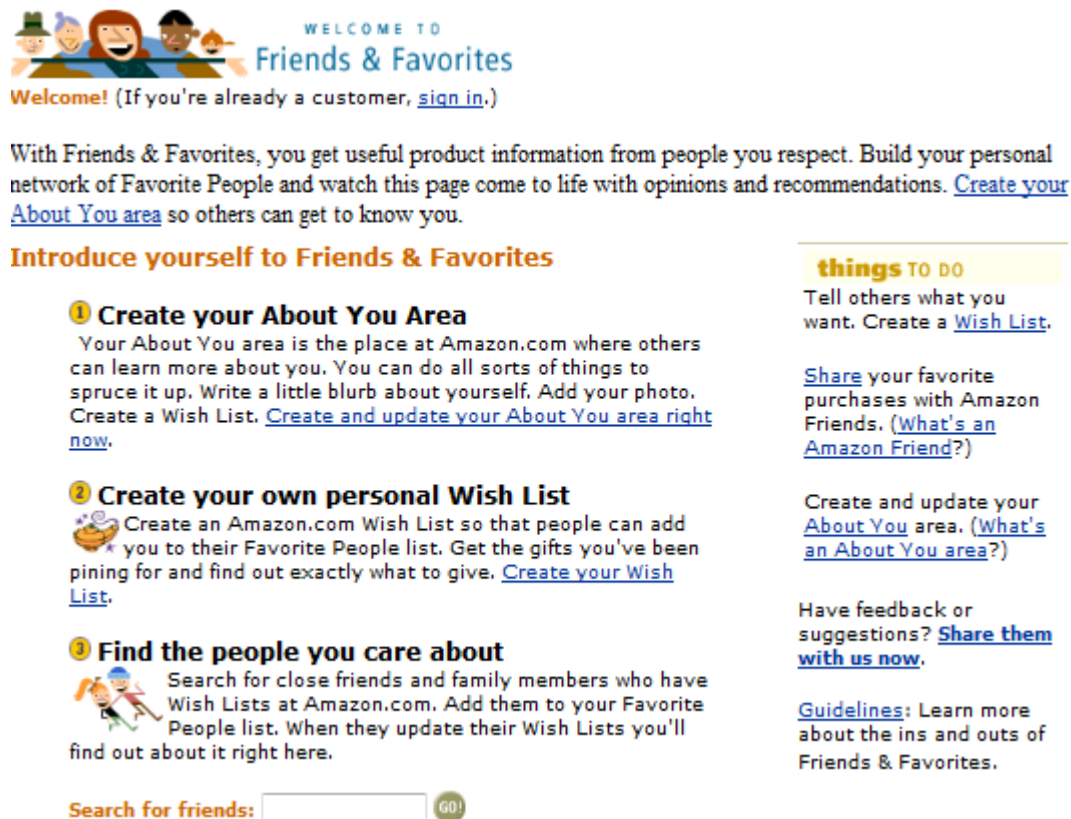 WELCOME TO
Friends & Favorites
Welcome! (If you're already a customer, sign in.)
With Friends & Favorites, you get useful product information from people you respect. Build your personal
network of Favorite People and watch this page come to life with opinions and recommendations. Create your
About You area so others can get to know you.
Introduce yourself to Friends & Favorites
1 Create your About You Area
Your About You area is the place at Amazon.com where others
can learn more about you. You can do all sorts of things to
spruce it up. Write a little blurb about yourself. Add your photo.
Create a Wish List. Create and update your About You area right
now.
2 Create your own personal Wish List
Create an Amazon.com Wish List so that people can add
you to their Favorite People list. Get the gifts you've been
pining for and find out exactly what to give. Create your Wish
List.
3 Find the people you care about
Search for close friends and family members who have
Wish Lists at Amazon.com. Add them to your Favorite
People list. When they update their Wish Lists you'll
find out about it right here.
Search for friends: GO!
things TO DO
Tell others what you
want. Create a Wish List.
Share your favorite
purchases with Amazon
Friends. (What's an
Amazon Friend?)
Create and update your
About You area. (What's
an About You area?)
Have feedback or
suggestions? Share them
with us now.
Guidelines: Learn more
about the ins and outs of
Friends & Favorites.